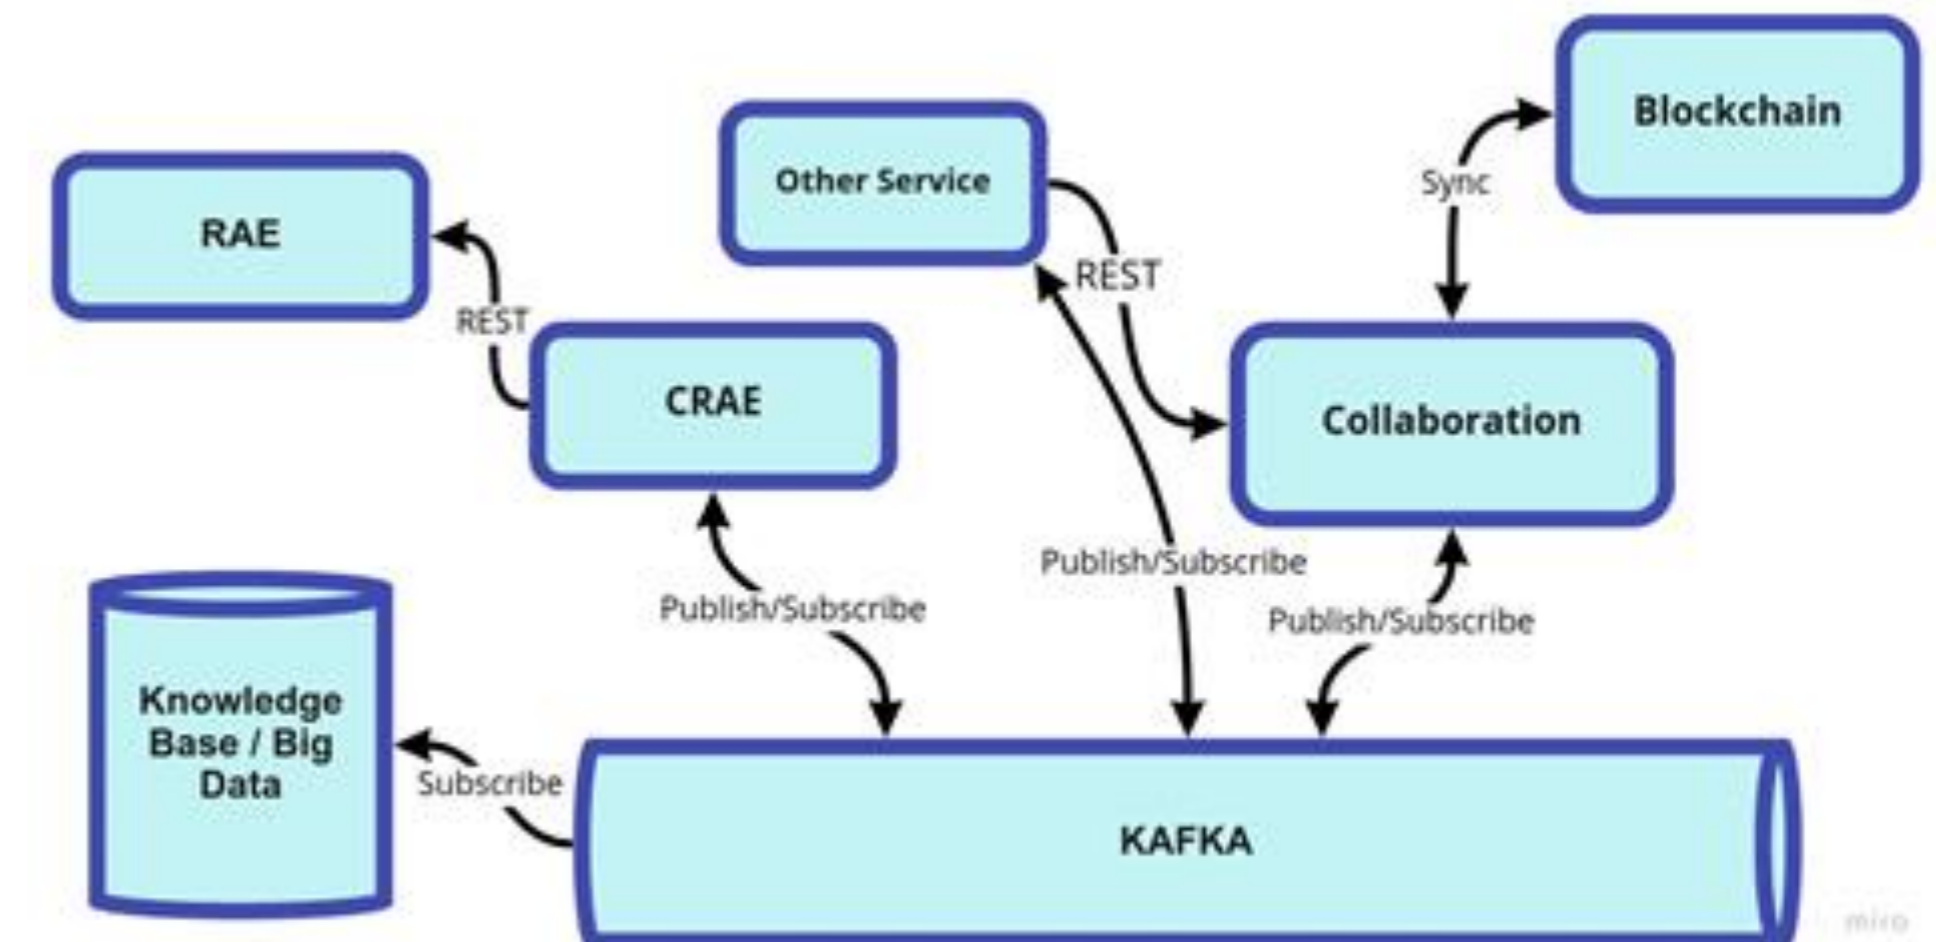 Blockchain
Other Service
Sync
RAE
REST
REST
CRAE
Collaboration
Publish/Subscribe
Publish/Subscribe
Publish/Subscribe
Knowledge
Base / Big
Data
Subscribe
KAFKA
miro